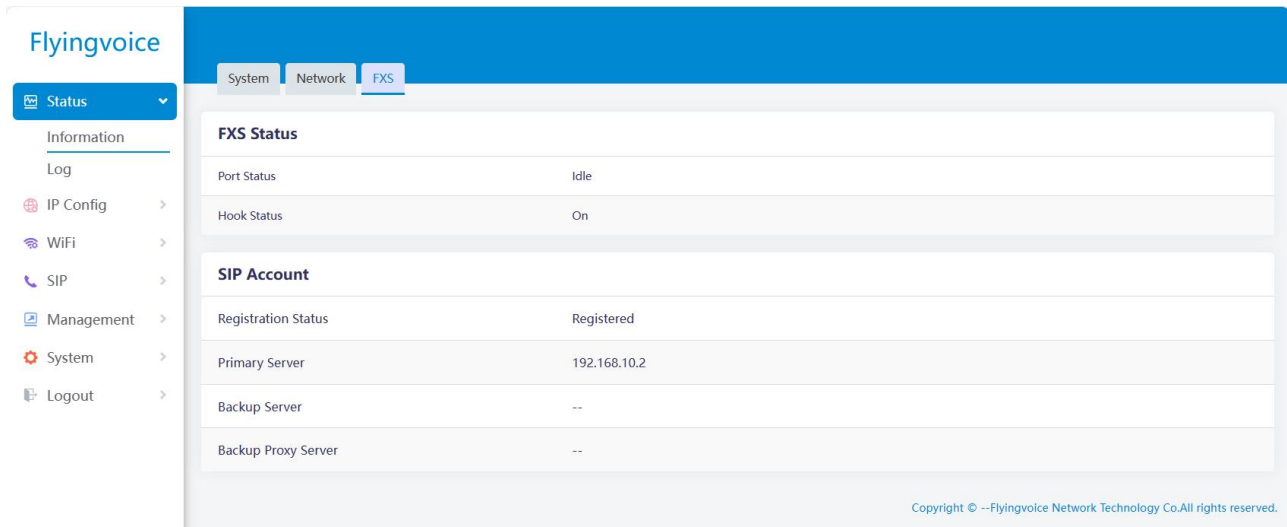 Flyingvoice
System Network FXS
Status
Information
Log
IP Config
WiFi
SIP
Management
System
Logout
FXS Status
Port Status Idle
Hook Status On
SIP Account
Registration Status Registered
Primary Server 192.168.10.2
Backup Server --
Backup Proxy Server --
Copyright © --Flyingvoice Network Technology Co.All rights reserved.